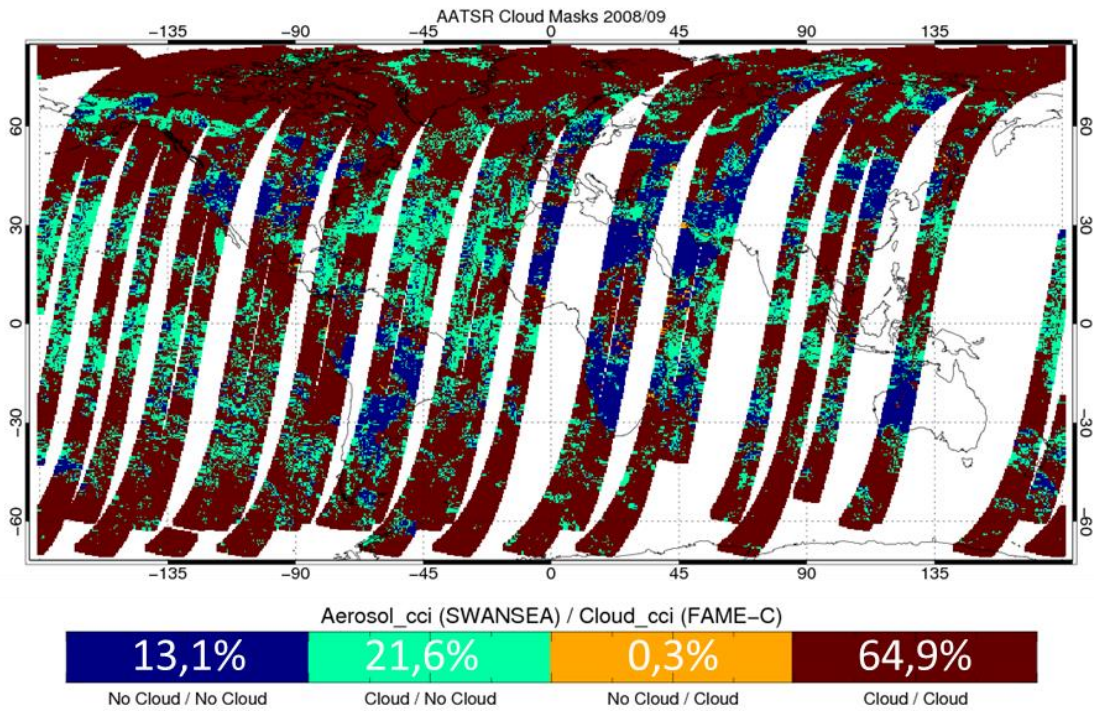 AATSR Cloud Masks 2008/09
−135 −90 −45 0 45 90 135
60 60
30 30
0 0
−30 −30
−60 −60
−135 −90 −45 0 45 90 135
Aerosol_cci (SWANSEA) / Cloud_cci (FAME−C)
13,1% 21,6% 0,3% 64,9%
No Cloud / No Cloud Cloud / No Cloud No Cloud / Cloud Cloud / Cloud